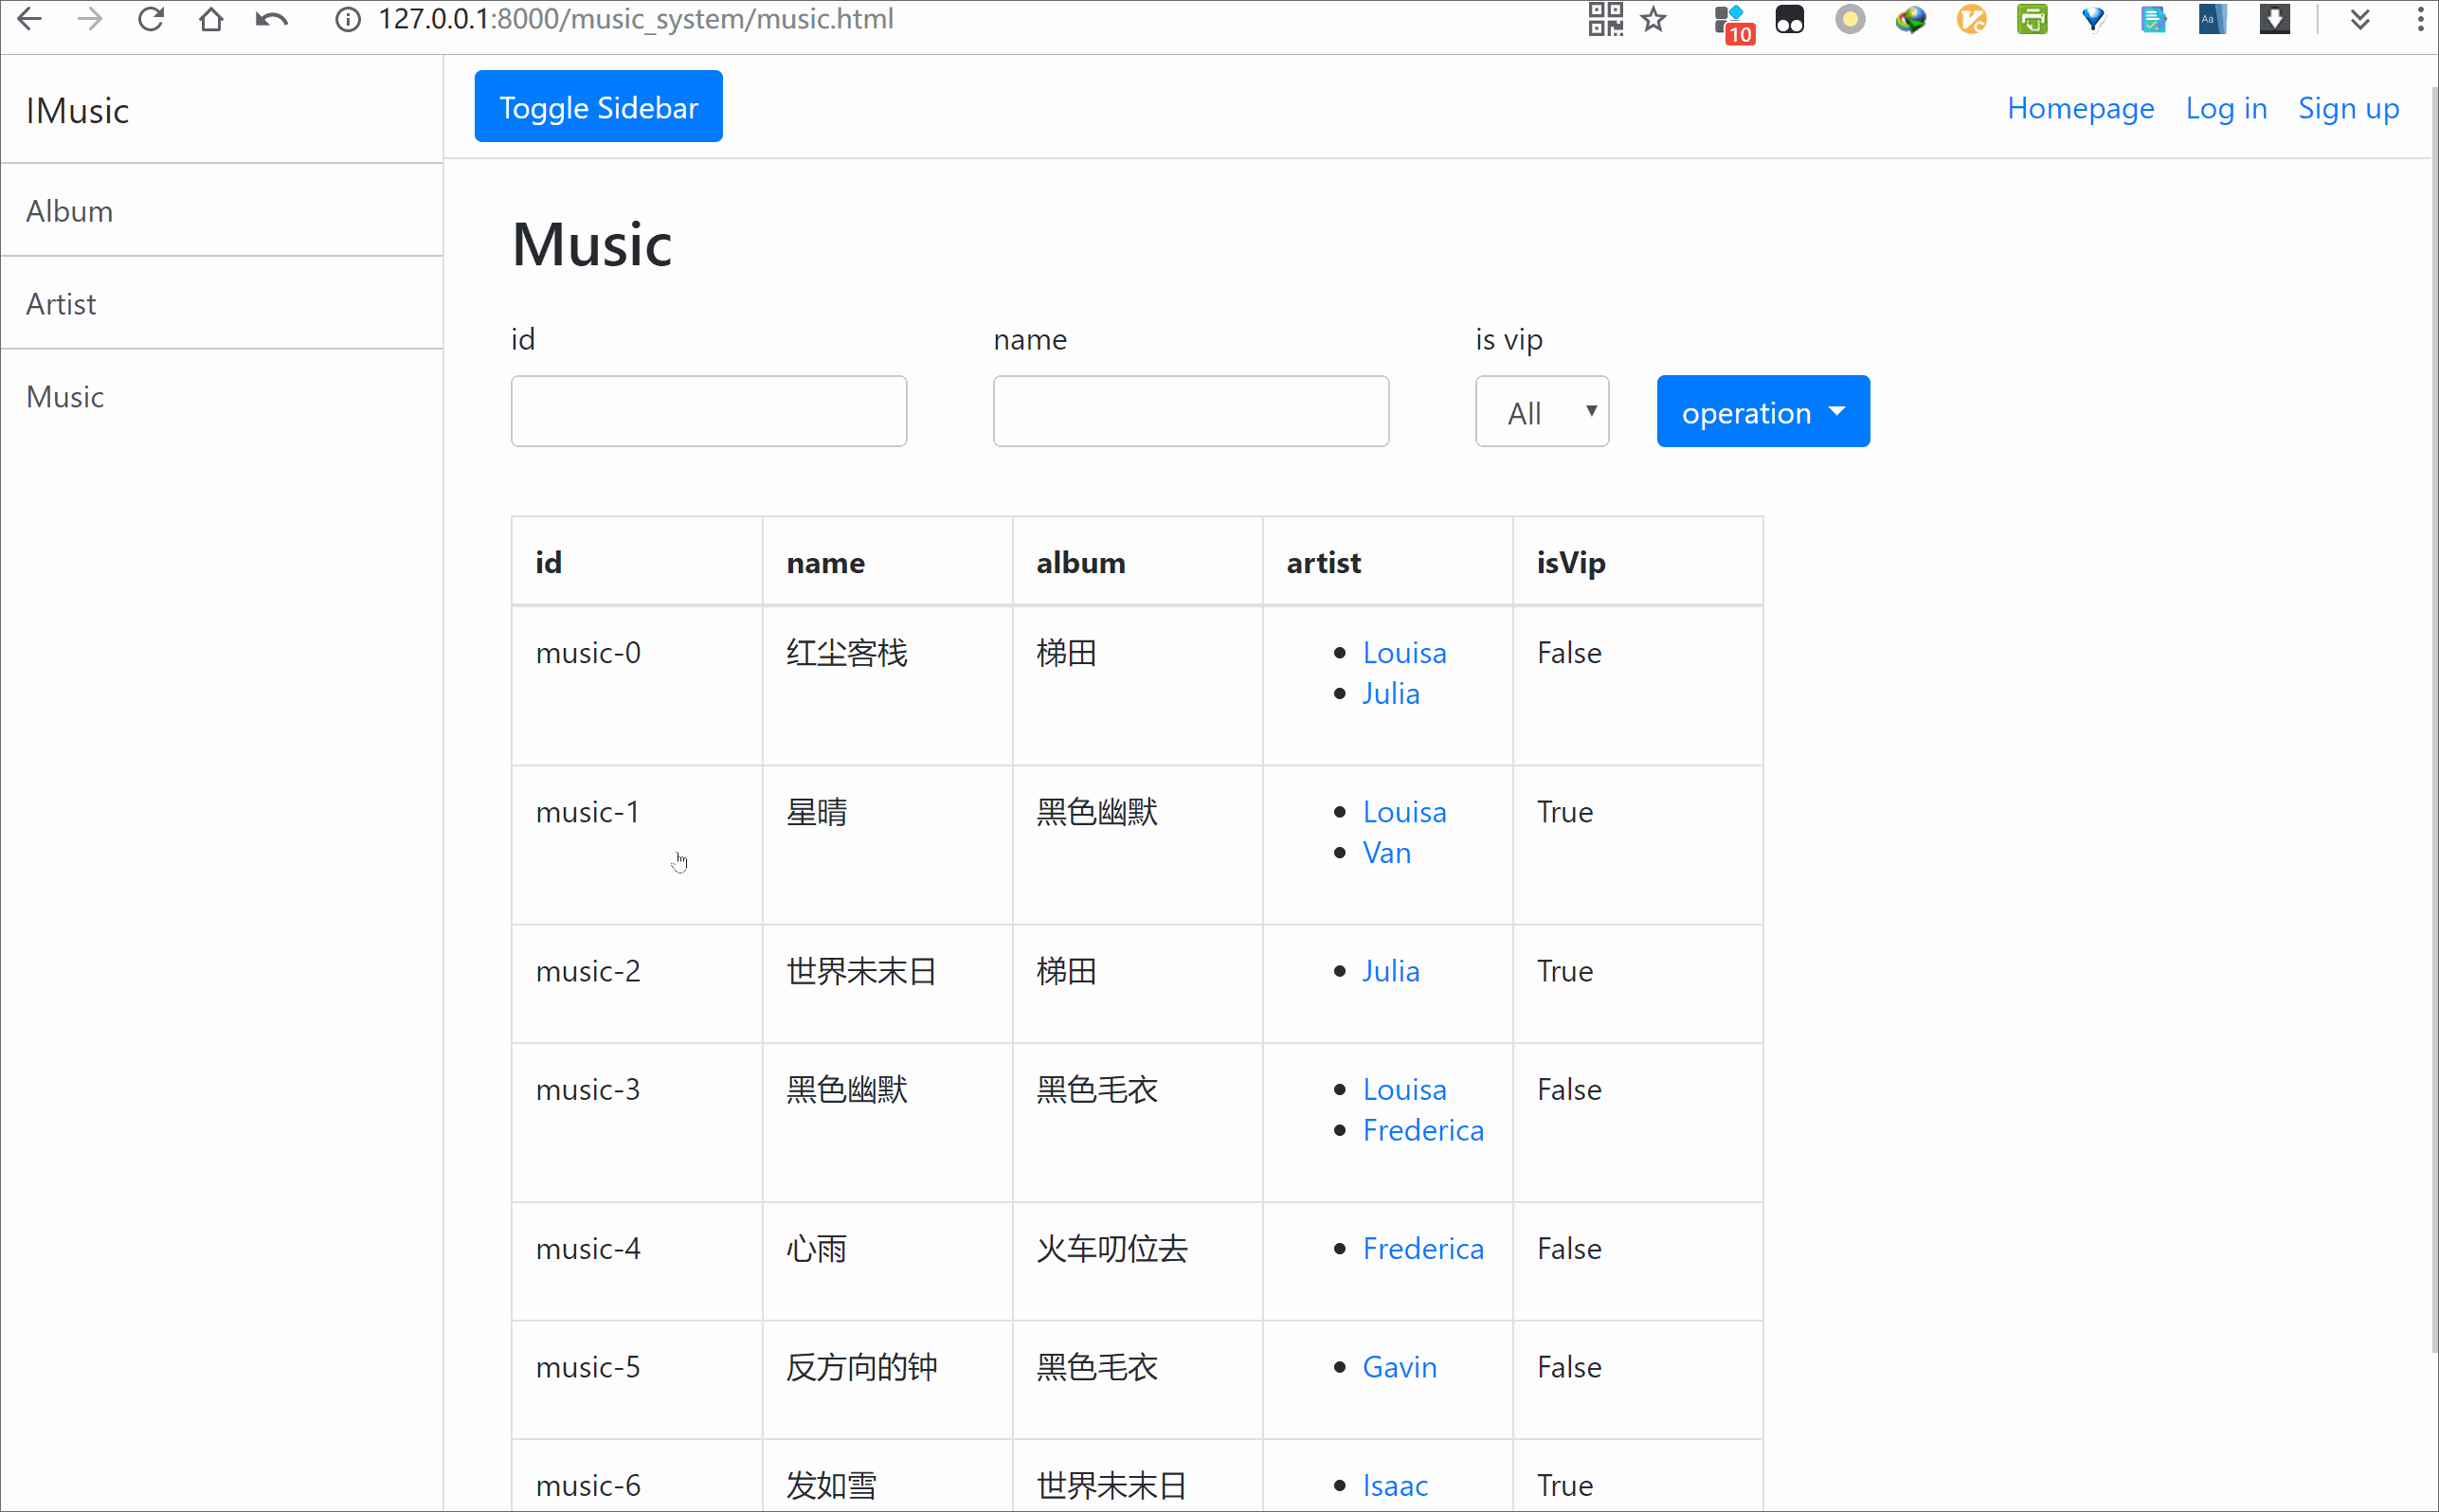 127.0.0.1:8000/music_system/music.html
10
Aa
IMusic
Toggle Sidebar
Homepage Log in Sign up
Album
Artist
Music
Music
id name is vip
All operation
id name album artist isVip
music-0 红尘客栈 梯田 Louisa False
Julia
music-1 星晴 黑色幽默 Louisa True
Van
music-2 世界未末日 梯田 Julia True
music-3 黑色幽默 黑色毛衣 Louisa False
Frederica
music-4 心雨 火车叨位去 Frederica False
music-5 反方向的钟 黑色毛衣 Gavin False
music-6 发如雪 世界未末日 Isaac True